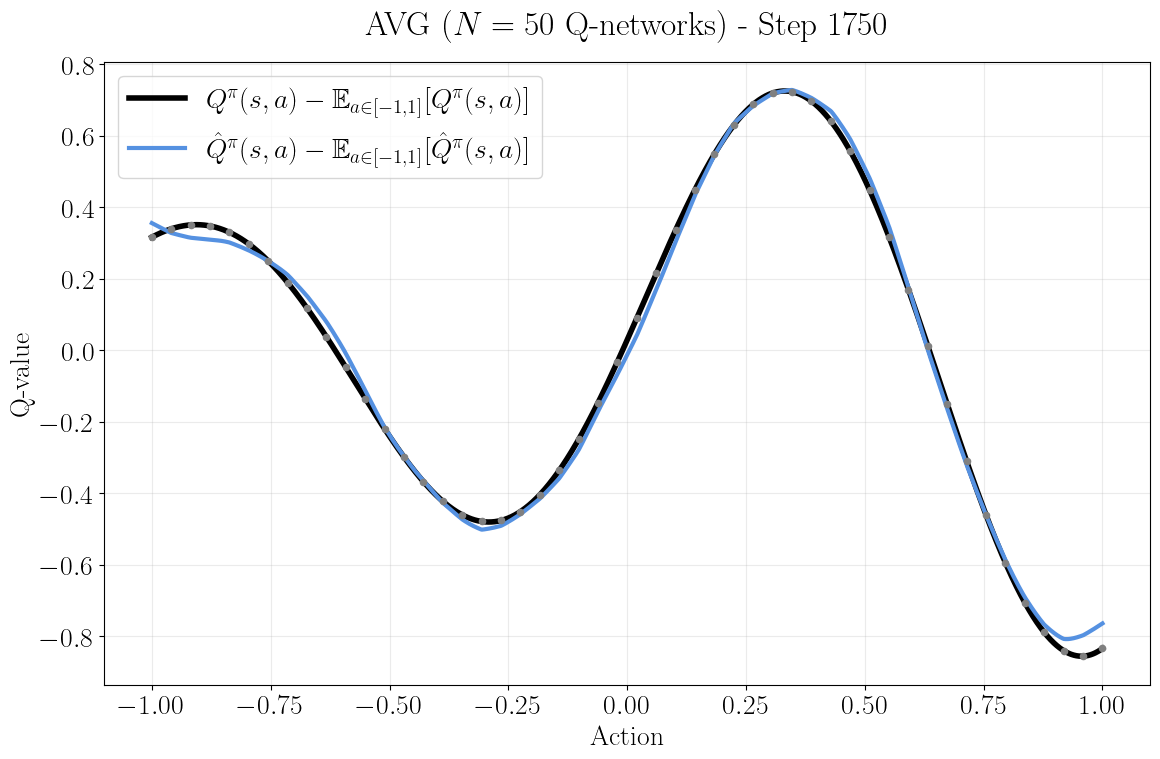 AVG (N = 50 Q-networks) - Step 1750
Q^π(s, a) − 𝔼_{a∈[−1,1]}[Q^π(s, a)]
Q̂^π(s, a) − 𝔼_{a∈[−1,1]}[Q̂^π(s, a)]
0.8
0.6
0.4
0.2
0.0
−0.2
−0.4
−0.6
−0.8
Q-value
−1.00 −0.75 −0.50 −0.25 0.00 0.25 0.50 0.75 1.00
Action